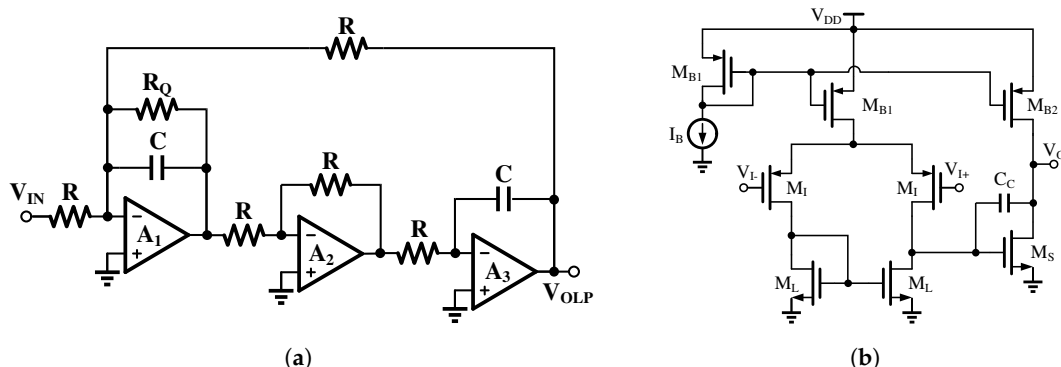 R
R_Q
C
V_IN
R
A_1
−
+
R
R
A_2
−
+
R
C
A_3
−
+
V_OLP
(a)
V_DD
M_B1
I_B
M_B1
M_B2
V_I-
M_I
M_I
V_I+
C_C
V_O
M_L
M_L
M_S
(b)